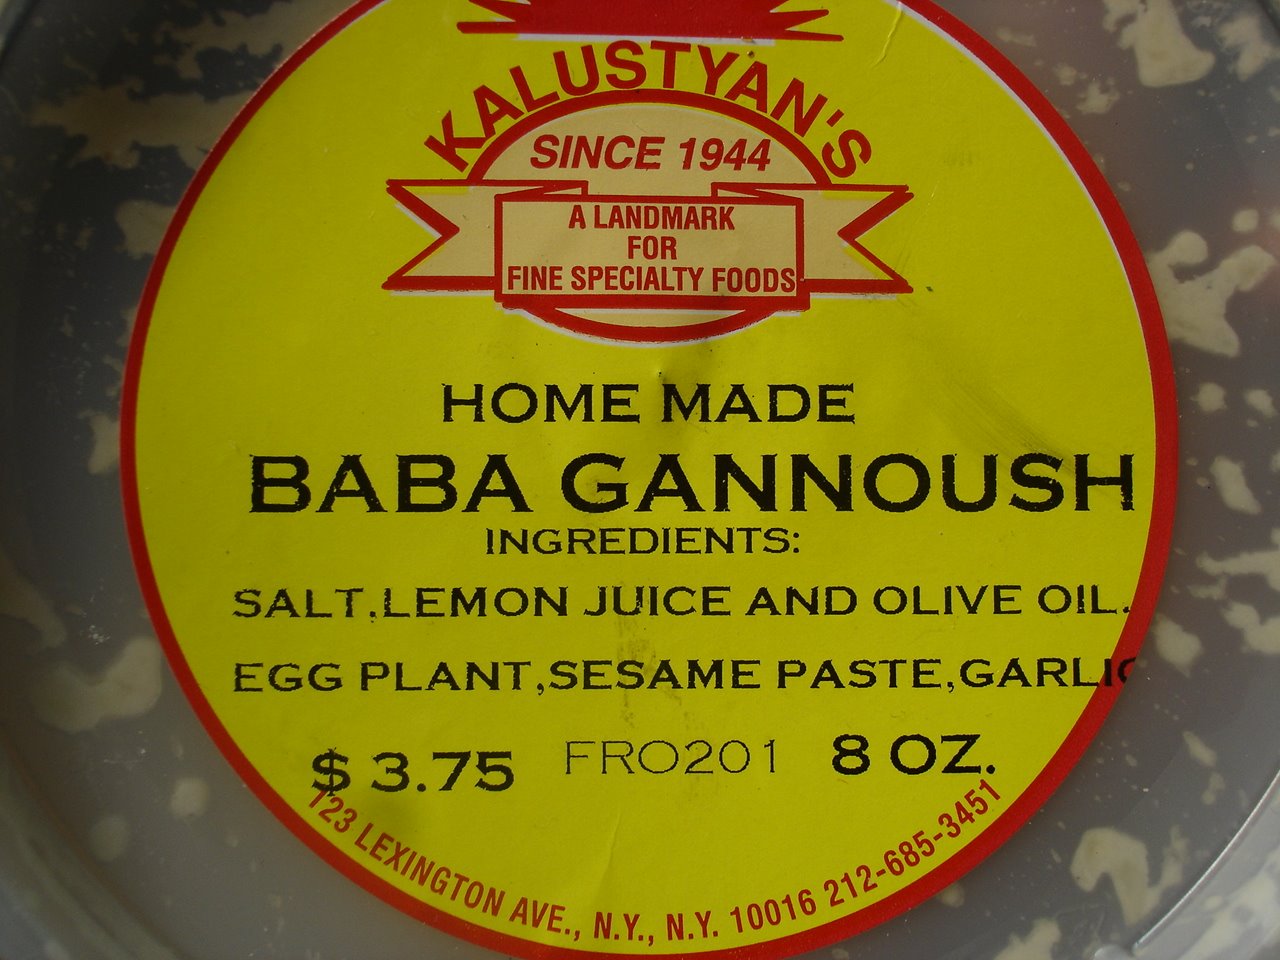 KALUSTYAN'S
SINCE 1944
A LANDMARK
FOR
FINE SPECIALTY FOODS
HOME MADE
BABA GANNOUSH
INGREDIENTS:
SALT,LEMON JUICE AND OLIVE OIL.
EGG PLANT,SESAME PASTE,GARLIC
$ 3.75 FRO201 8 OZ.
123 LEXINGTON AVE., N.Y., N.Y. 10016 212-685-3451